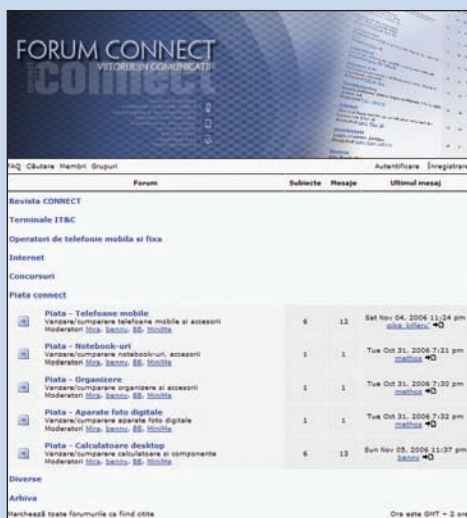 FORUM CONNECT
VIITORUL IN COMUNICATII
connect
FAQ Căutare Membri Grupuri Autentificare Înregistrare
Forum Subiecte Mesaje Ultimul mesaj
Revista CONNECT
Terminale IT&C
Operatori de telefonie mobila si fixa
Internet
Concursuri
Piata connect
Piata - Telefoane mobile
Vanzare/cumparare telefoane mobile si accesorii
Moderatori Mira, benny, BB, MiniMe
6 12 Sat Nov 04, 2006 11:24 pm
Piata - Notebook-uri
Vanzare/cumparare notebook-uri, accesorii
Moderatori Mira, benny, BB, MiniMe
1 1 Tue Oct 31, 2006 7:21 pm
methos
Piata - Organizere
Vanzare/cumparare organizere si accesorii
Moderatori Mira, benny, BB, MiniMe
1 1 Tue Oct 31, 2006 7:30 pm
methos
Piata - Aparate foto digitale
Vanzare/cumparare aparate foto digitale
Moderatori Mira, benny, BB, MiniMe
1 1 Tue Oct 31, 2006 7:32 pm
methos
Piata - Calculatoare desktop
Vanzare/cumparare calculatoare si componente
Moderatori Mira, benny, BB, MiniMe
6 13 Sun Nov 05, 2006 11:37 pm
benny
Diverse
Arhiva
Marchează toate forumurile ca fiind citite Ora este GMT + 2 ore